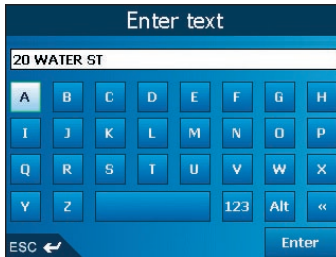 Enter text
20 WATER ST
A B C D E F G H
I J K L M N O P
Q R S T U V W X
Y Z 123 Alt «
ESC Enter